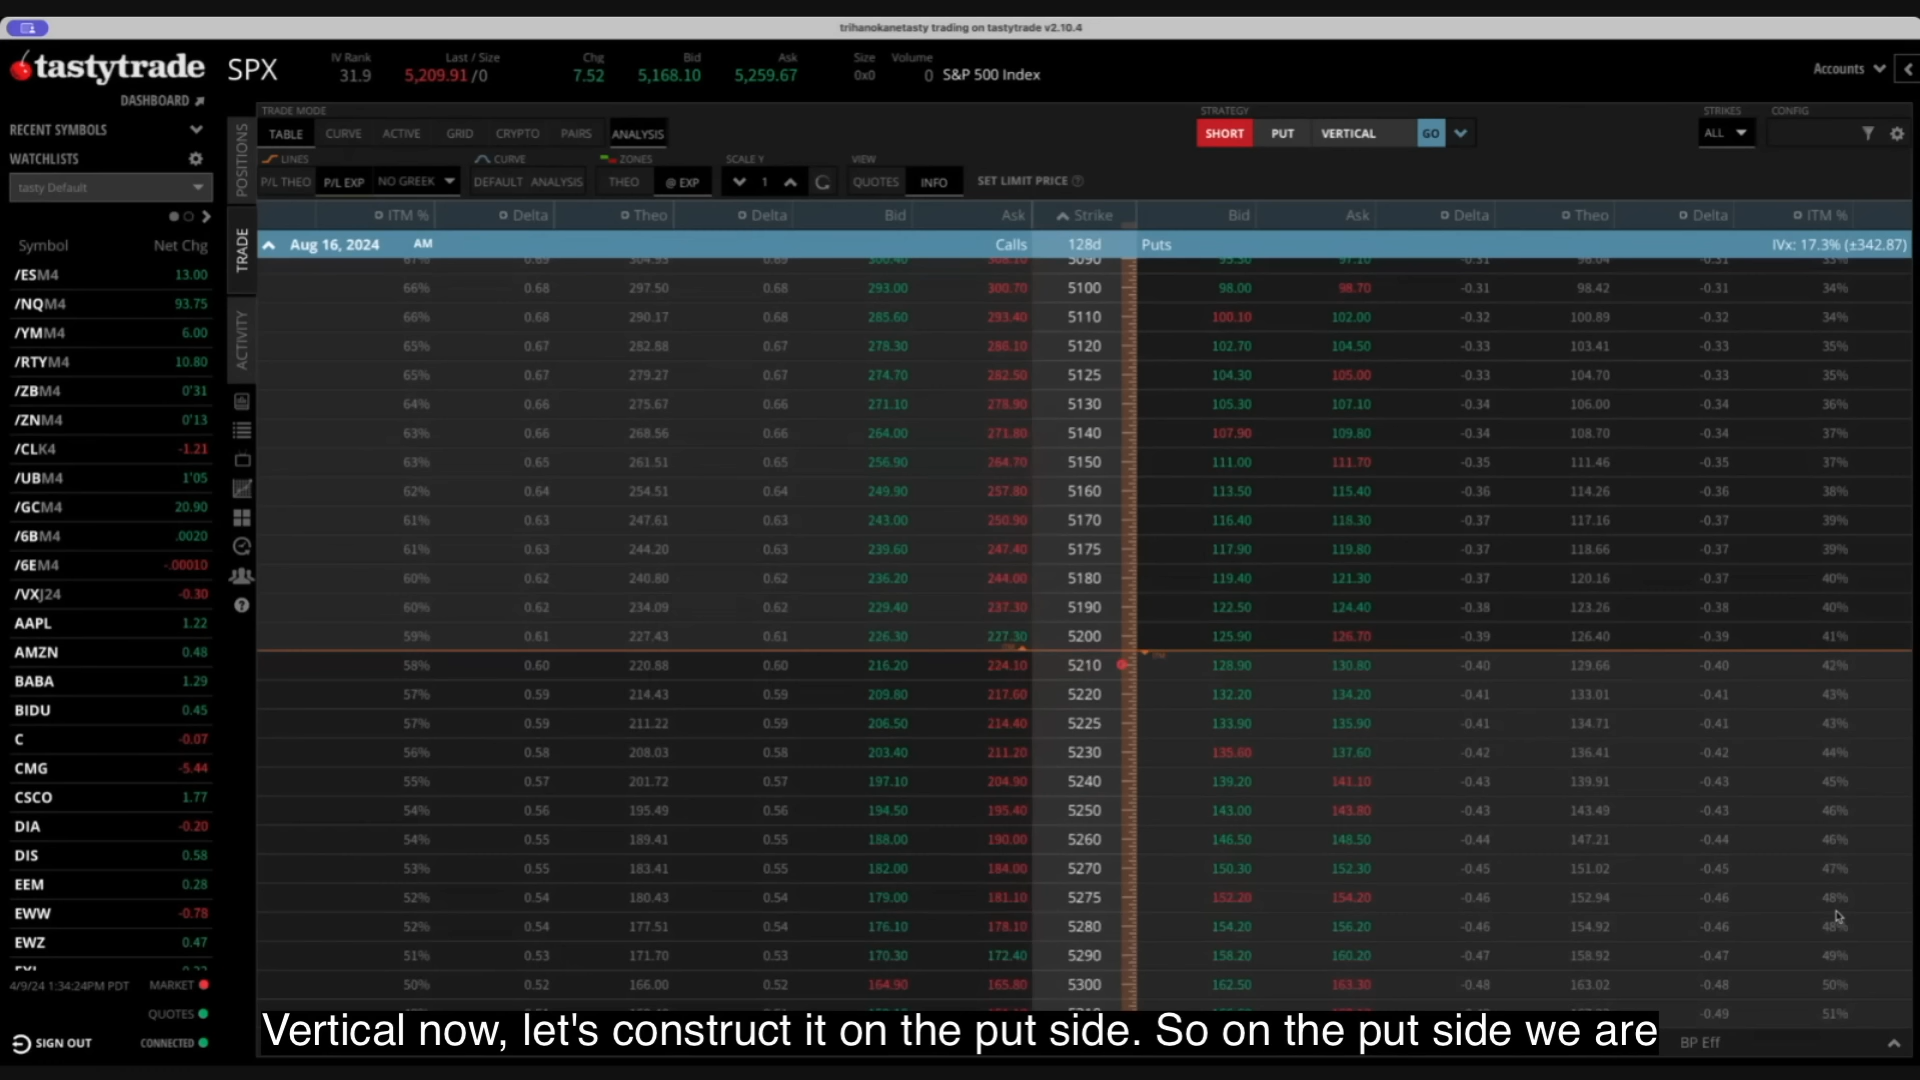 trihanokanetasty trading on tastytrade v2.10.4
tastytrade
SPX
IV Rank
31.9
Last / Size
5,209.91 /0
Chg
7.52
Bid
5,168.10
Ask
5,259.67
Size
0x0
Volume
0
S&P 500 Index
Accounts
DASHBOARD
RECENT SYMBOLS
WATCHLISTS
tasty Default
Symbol Net Chg
/ESM4 13.00
/NQM4 93.75
/YMM4 6.00
/RTYM4 10.80
/ZBM4 0'31
/ZNM4 0'13
/CLK4 -1.21
/UBM4 1'05
/GCM4 20.90
/6BM4 .0020
/6EM4 -.00010
/VXJ24 -0.30
AAPL 1.22
AMZN 0.48
BABA 1.29
BIDU 0.45
C -0.07
CMG -5.44
CSCO 1.77
DIA -0.20
DIS 0.58
EEM 0.28
EWW -0.78
EWZ 0.47
4/9/24 1:34:24PM PDT MARKET
QUOTES
SIGN OUT CONNECTED
POSITIONS
TRADE
ACTIVITY
TRADE MODE
TABLE CURVE ACTIVE GRID CRYPTO PAIRS ANALYSIS
STRATEGY
SHORT PUT VERTICAL GO
STRIKES
ALL
CONFIG
LINES
P/L THEO P/L EXP NO GREEK
CURVE
DEFAULT ANALYSIS
ZONES
THEO @ EXP
SCALE Y
1
VIEW
QUOTES INFO
SET LIMIT PRICE
ITM % Delta Theo Delta Bid Ask Strike Bid Ask Delta Theo Delta ITM %
Aug 16, 2024 AM Calls 128d Puts IVx: 17.3% (±342.87)
67% 0.69 304.93 0.69 300.40 308.10 5090 95.30 97.10 -0.31 96.04 -0.31 33%
66% 0.68 297.50 0.68 293.00 300.70 5100 98.00 98.70 -0.31 98.42 -0.31 34%
66% 0.68 290.17 0.68 285.60 293.40 5110 100.10 102.00 -0.32 100.89 -0.32 34%
65% 0.67 282.88 0.67 278.30 286.10 5120 102.70 104.50 -0.33 103.41 -0.33 35%
65% 0.67 279.27 0.67 274.70 282.50 5125 104.30 105.00 -0.33 104.70 -0.33 35%
64% 0.66 275.67 0.66 271.10 278.90 5130 105.30 107.10 -0.34 106.00 -0.34 36%
63% 0.66 268.56 0.66 264.00 271.80 5140 107.90 109.80 -0.34 108.70 -0.34 37%
63% 0.65 261.51 0.65 256.90 264.70 5150 111.00 111.70 -0.35 111.46 -0.35 37%
62% 0.64 254.51 0.64 249.90 257.80 5160 113.50 115.40 -0.36 114.26 -0.36 38%
61% 0.63 247.61 0.63 243.00 250.90 5170 116.40 118.30 -0.37 117.16 -0.37 39%
61% 0.63 244.20 0.63 239.60 247.40 5175 117.90 119.80 -0.37 118.66 -0.37 39%
60% 0.62 240.80 0.62 236.20 244.00 5180 119.40 121.30 -0.37 120.16 -0.37 40%
60% 0.62 234.09 0.62 229.40 237.30 5190 122.50 124.40 -0.38 123.26 -0.38 40%
59% 0.61 227.43 0.61 226.30 227.30 5200 125.90 126.70 -0.39 126.40 -0.39 41%
58% 0.60 220.88 0.60 216.20 224.10 5210 128.90 130.80 -0.40 129.66 -0.40 42%
57% 0.59 214.43 0.59 209.80 217.60 5220 132.20 134.20 -0.41 133.01 -0.41 43%
57% 0.59 211.22 0.59 206.50 214.40 5225 133.90 135.90 -0.41 134.71 -0.41 43%
56% 0.58 208.03 0.58 203.40 211.20 5230 135.60 137.60 -0.42 136.41 -0.42 44%
55% 0.57 201.72 0.57 197.10 204.90 5240 139.20 141.10 -0.43 139.91 -0.43 45%
54% 0.56 195.49 0.56 194.50 195.40 5250 143.00 143.80 -0.43 143.49 -0.43 46%
54% 0.55 189.41 0.55 188.00 190.00 5260 146.50 148.50 -0.44 147.21 -0.44 46%
53% 0.55 183.41 0.55 182.00 184.00 5270 150.30 152.30 -0.45 151.02 -0.45 47%
52% 0.54 180.43 0.54 179.00 181.10 5275 152.20 154.20 -0.46 152.94 -0.46 48%
52% 0.54 177.51 0.54 176.10 178.10 5280 154.20 156.20 -0.46 154.92 -0.46 48%
51% 0.53 171.70 0.53 170.30 172.40 5290 158.20 160.20 -0.47 158.92 -0.47 49%
50% 0.52 166.00 0.52 164.90 165.80 5300 162.50 163.30 -0.48 163.02 -0.48 50%
-0.49 51%
Vertical now, let's construct it on the put side. So on the put side we are
BP Eff